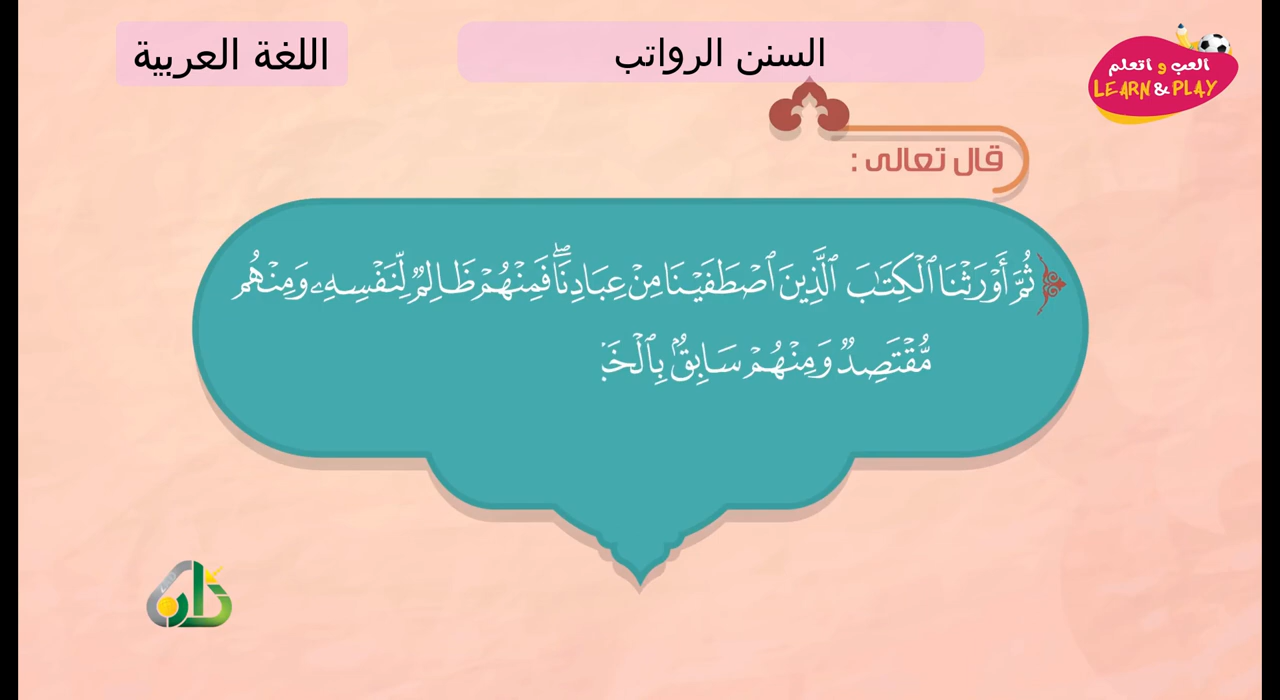 السنن الرواتب
اللغة العربية
العب و اتعلم
LEARN & PLAY
قال تعالى :
ثُمَّ أَوْرَثْنَا ٱلْكِتَٰبَ ٱلَّذِينَ ٱصْطَفَيْنَا مِنْ عِبَادِنَاۖ فَمِنْهُمْ ظَالِمٌ لِّنَفْسِهِۦ وَمِنْهُم
مُّقْتَصِدٌ وَمِنْهُمْ سَابِقٌۢ بِٱلْخَ